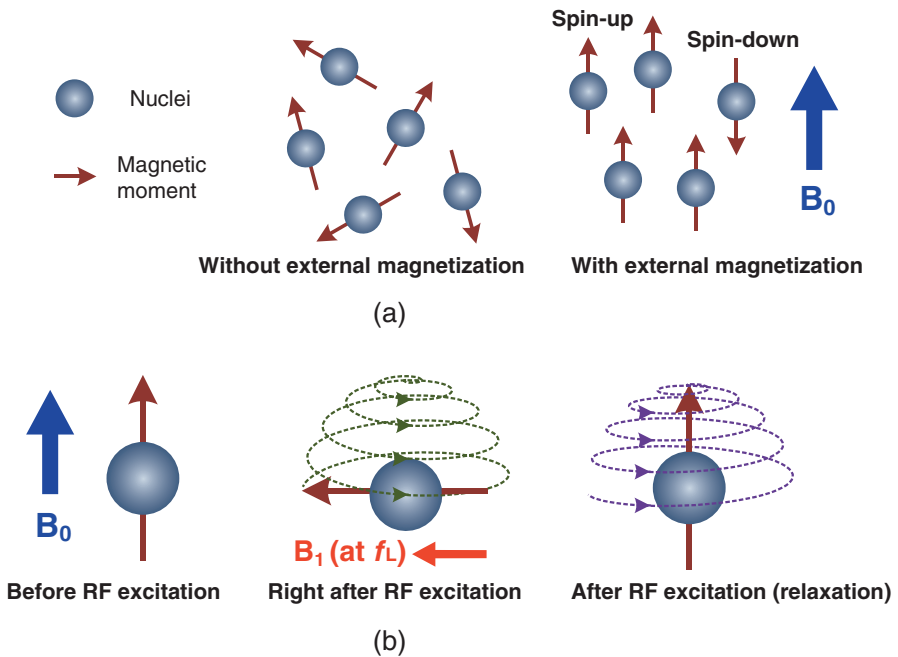 Nuclei
Magnetic
moment
Without external magnetization
Spin-up
Spin-down
B0
With external magnetization
(a)
B0
Before RF excitation
B1 (at fL)
Right after RF excitation
After RF excitation (relaxation)
(b)